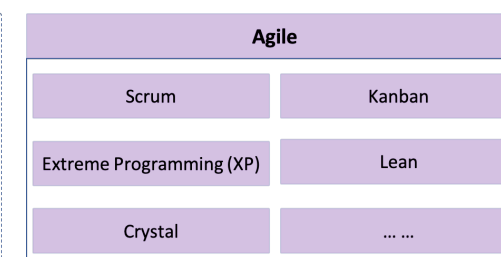 Agile
Scrum
Kanban
Extreme Programming (XP)
Lean
Crystal
... ...